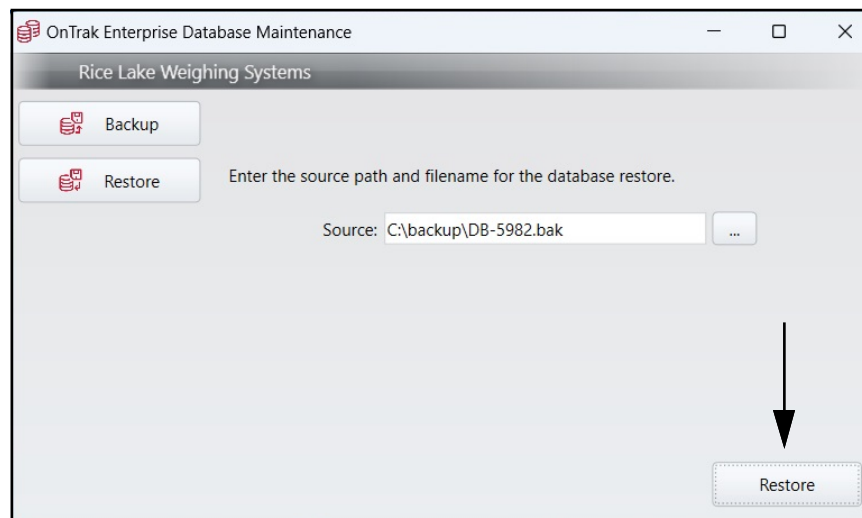 OnTrak Enterprise Database Maintenance
Rice Lake Weighing Systems
Backup
Restore
Enter the source path and filename for the database restore.
Source: C:\backup\DB-5982.bak ...
Restore